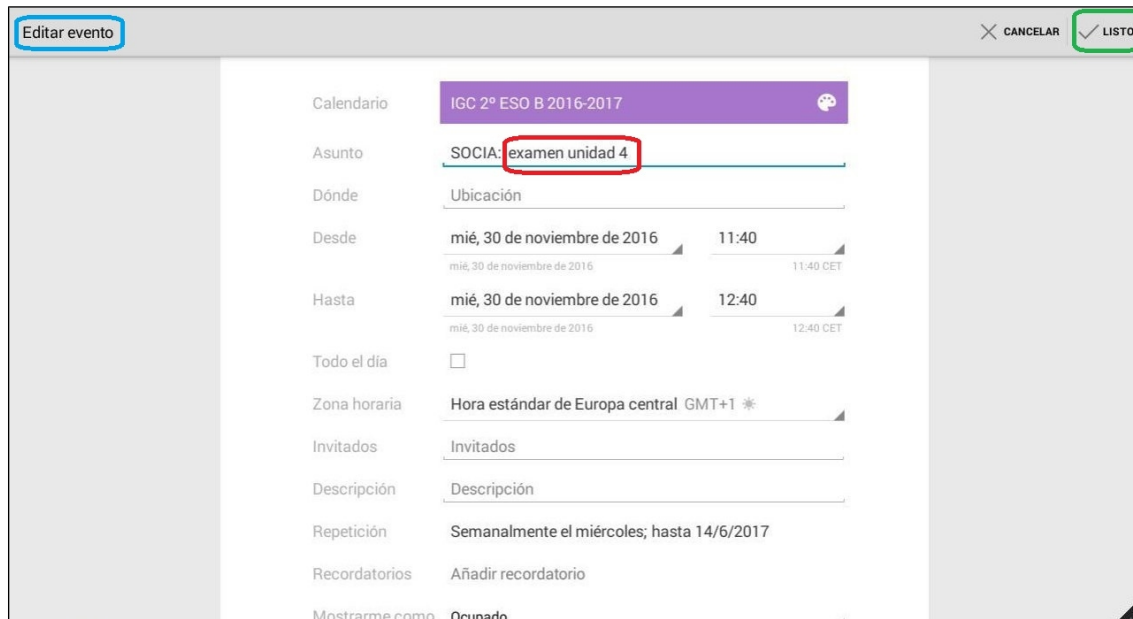 Editar evento
CANCELAR
LISTO
Calendario IGC 2º ESO B 2016-2017
Asunto SOCIA: examen unidad 4
Dónde Ubicación
Desde mié, 30 de noviembre de 2016 11:40
mié, 30 de noviembre de 2016 11:40 CET
Hasta mié, 30 de noviembre de 2016 12:40
mié, 30 de noviembre de 2016 12:40 CET
Todo el día
Zona horaria Hora estándar de Europa central GMT+1
Invitados Invitados
Descripción Descripción
Repetición Semanalmente el miércoles; hasta 14/6/2017
Recordatorios Añadir recordatorio
Mostrarme como Ocupado